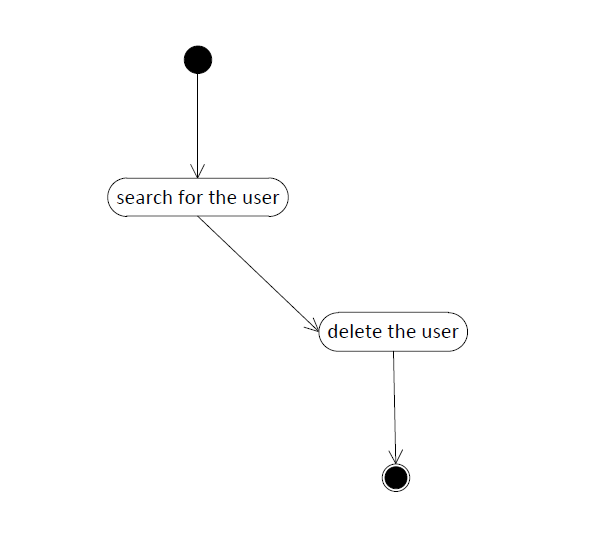 search for the user
delete the user